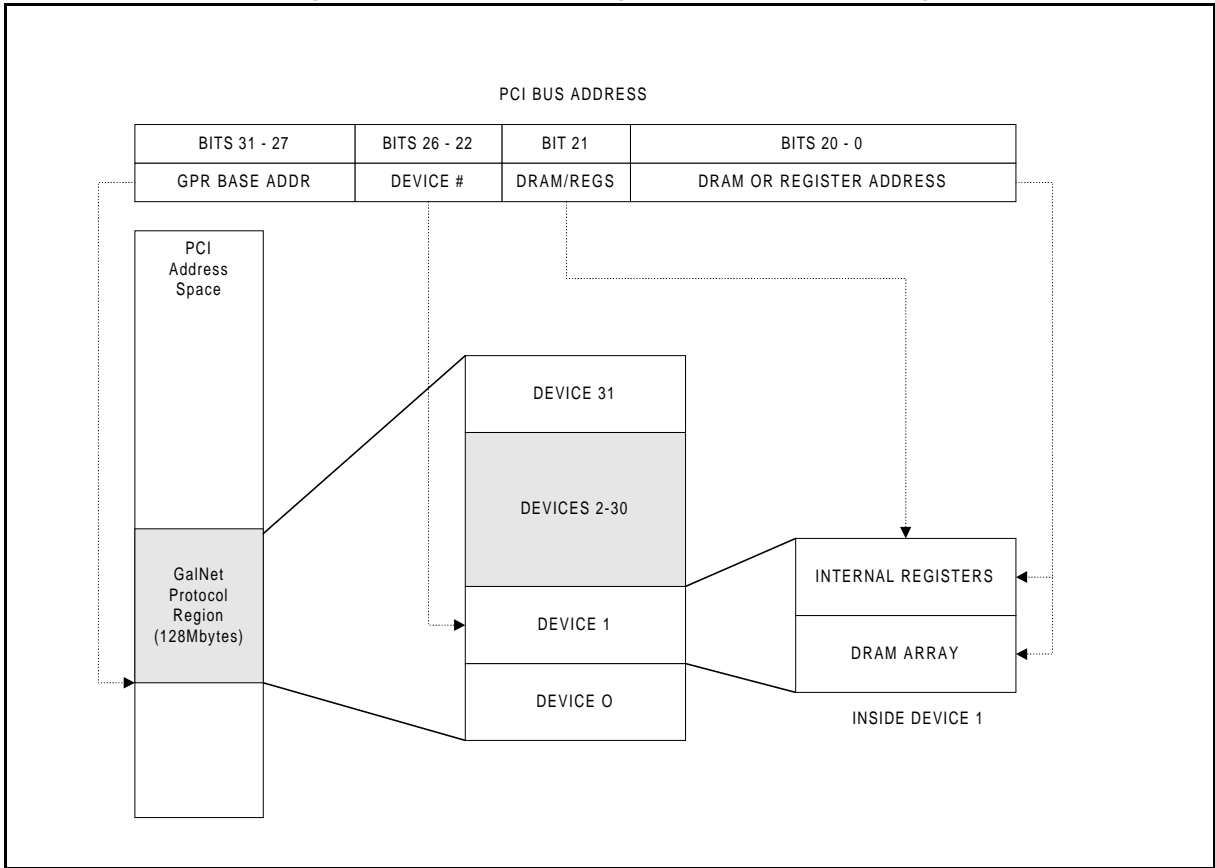 PCI BUS ADDRESS
BITS 31 - 27
BITS 26 - 22
BIT 21
BITS 20 - 0
GPR BASE ADDR
DEVICE #
DRAM/REGS
DRAM OR REGISTER ADDRESS
PCI
Address
Space
DEVICE 31
DEVICES 2-30
GalNet
Protocol
Region
(128Mbytes)
INTERNAL REGISTERS
DEVICE 1
DRAM ARRAY
DEVICE O
INSIDE DEVICE 1